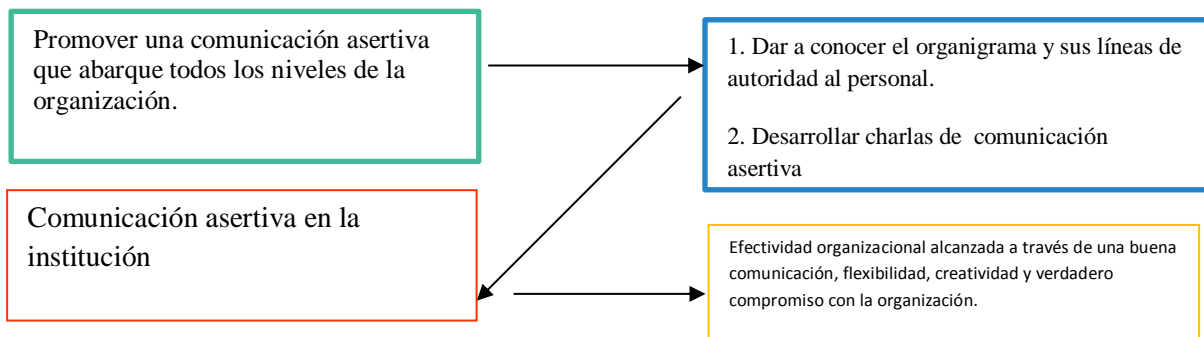 Promover una comunicación asertiva
que abarque todos los niveles de la
organización.
1. Dar a conocer el organigrama y sus líneas de
autoridad al personal.
2. Desarrollar charlas de comunicación
asertiva
Comunicación asertiva en la
institución
Efectividad organizacional alcanzada a través de una buena
comunicación, flexibilidad, creatividad y verdadero
compromiso con la organización.